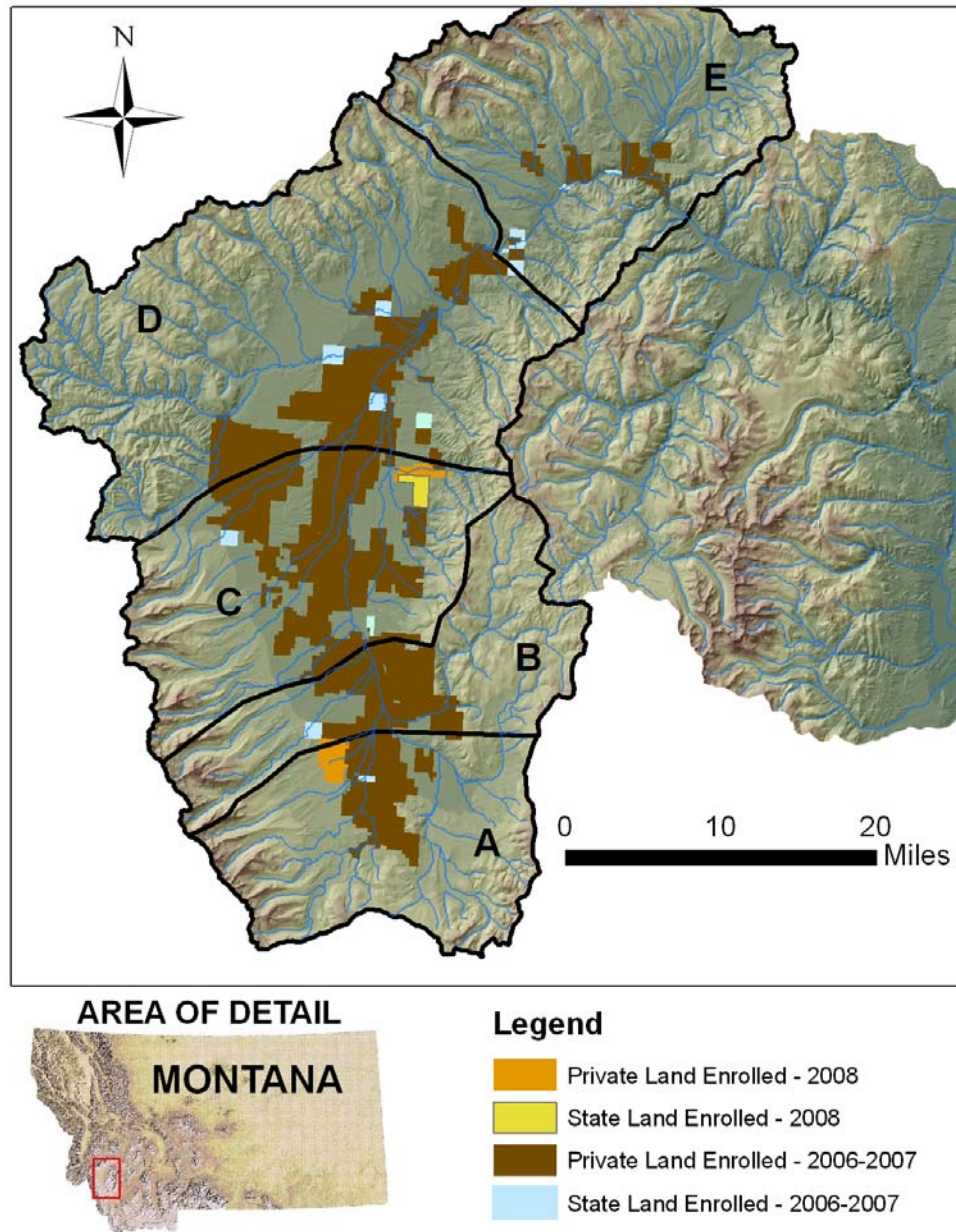 N
E
D
C
B
A
0 10 20
Miles
AREA OF DETAIL
MONTANA
Legend
Private Land Enrolled - 2008
State Land Enrolled - 2008
Private Land Enrolled - 2006-2007
State Land Enrolled - 2006-2007